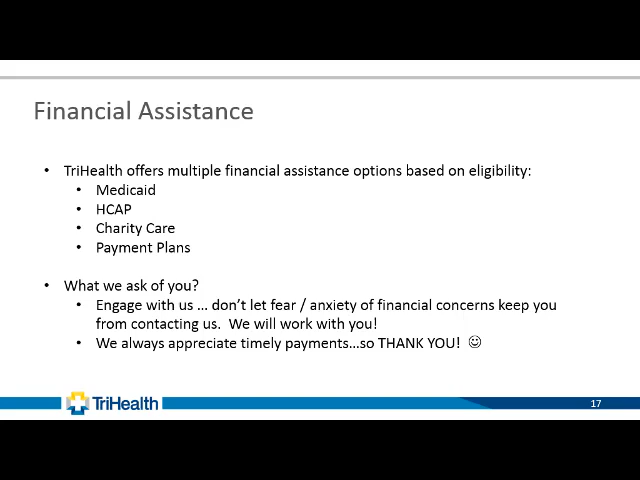 Financial Assistance
• TriHealth offers multiple financial assistance options based on eligibility:
• Medicaid
• HCAP
• Charity Care
• Payment Plans
• What we ask of you?
• Engage with us … don't let fear / anxiety of financial concerns keep you
from contacting us.  We will work with you!
• We always appreciate timely payments…so THANK YOU! ☺
TriHealth
17